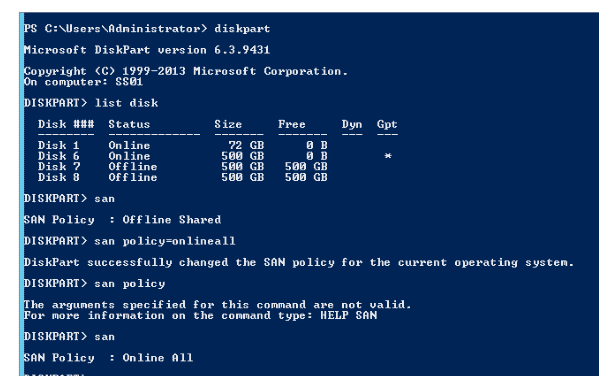 PS C:\Users\Administrator> diskpart
Microsoft DiskPart version 6.3.9431
Copyright (C) 1999-2013 Microsoft Corporation.
On computer: SS01
DISKPART> list disk
Disk ### Status Size Free Dyn Gpt
-------- ------------- ------- ------- --- ---
Disk 1 Online 72 GB 0 B
Disk 6 Online 500 GB 0 B *
Disk 7 Offline 500 GB 500 GB
Disk 8 Offline 500 GB 500 GB
DISKPART> san
SAN Policy : Offline Shared
DISKPART> san policy=onlineall
DiskPart successfully changed the SAN policy for the current operating system.
DISKPART> san policy
The arguments specified for this command are not valid.
For more information on the command type: HELP SAN
DISKPART> san
SAN Policy : Online All
DISKPART>